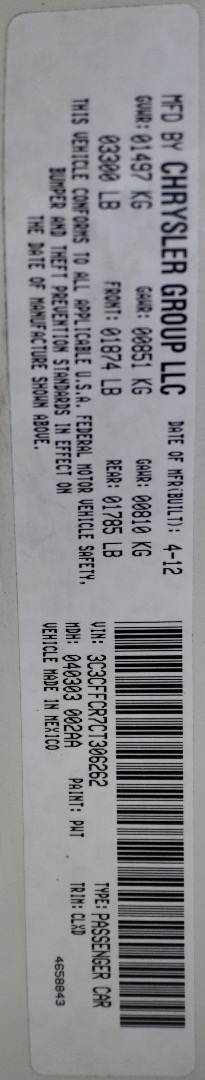 MFD BY CHRYSLER GROUP LLC DATE OF MFR(BUILT): 4-12
GVWR: 01497 KG GAWR: 00851 KG GAWR: 00810 KG
03300 LB FRONT: 01874 LB REAR: 01785 LB
THIS VEHICLE CONFORMS TO ALL APPLICABLE U.S.A. FEDERAL MOTOR VEHICLE SAFETY,
BUMPER AND THEFT PREVENTION STANDARDS IN EFFECT ON
THE DATE OF MANUFACTURE SHOWN ABOVE.
VIN: 3C3CFFCR7CT306262 TYPE: PASSENGER CAR
MDH: 040303 002AA PAINT: PWT TRIM: CLXD
VEHICLE MADE IN MEXICO 4658843